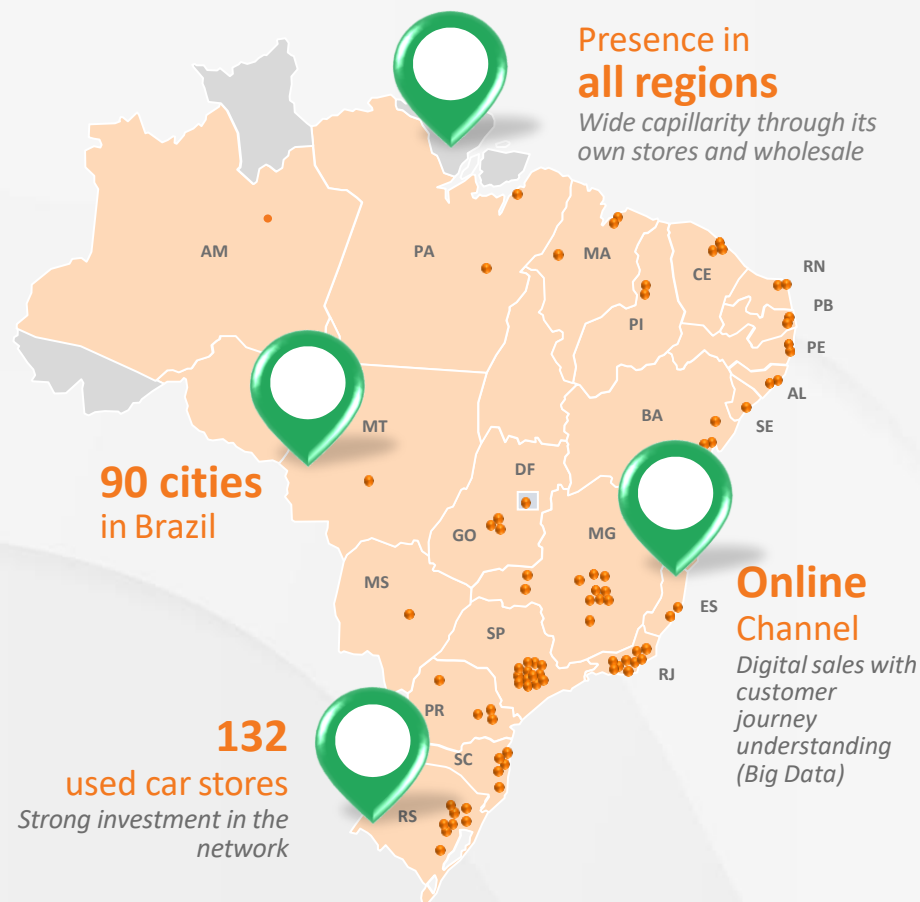 Presence in
all regions
Wide capillarity through its
own stores and wholesale
AM
PA
MA
CE
RN
PB
PI
PE
AL
BA
SE
MT
DF
90 cities
in Brazil
GO
MG
MS
Online
Channel
ES
SP
Digital sales with
customer
journey
understanding
(Big Data)
RJ
PR
132
used car stores
Strong investment in the
network
SC
RS